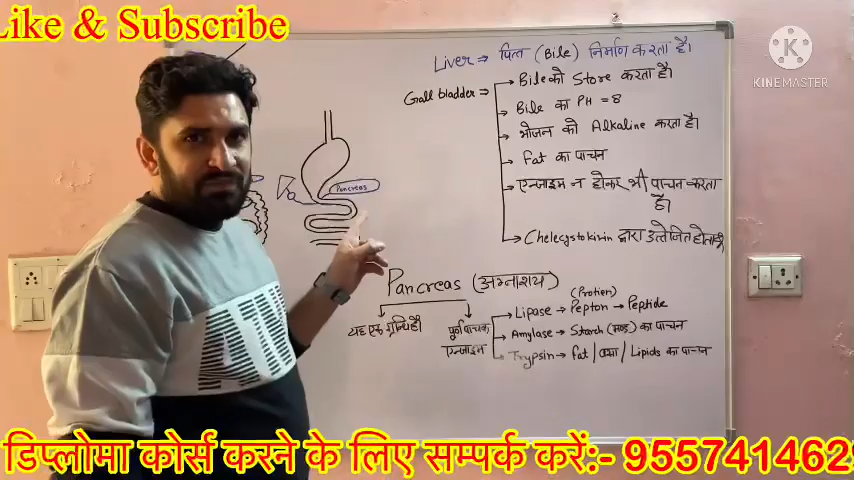 Like & Subscribe
KINEMASTER
Liver → पित्त (Bile) निर्माण करता है।
Gall bladder → Bile को Store करता है।
Bile का PH = 8
भोजन को Alkaline करता है।
Fat का पाचन
एन्जाइम न होकर भी पाचन करता
है।
Chelecystokinin द्वारा उत्तेजित होता है
Pancreas
Pancreas (अग्नाशय)
यह एक ग्रन्थि है
पूर्ण पाचक
एन्जाइम
(Protien)
Lipase → Pepton → Peptide
Amylase → Starch (मण्ड) का पाचन
Trypsin → fat / वसा / Lipids का पाचन
डिप्लोमा कोर्स करने के लिए सम्पर्क करें:- 955741462